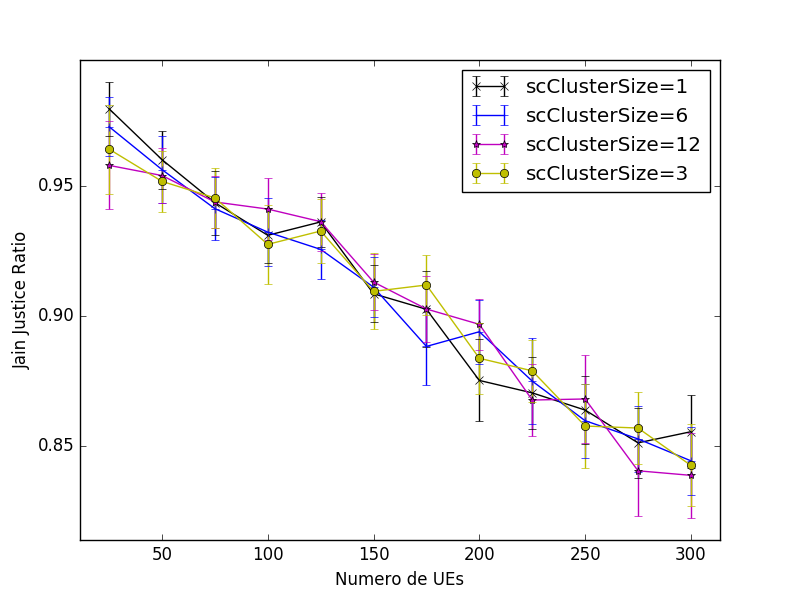 scClusterSize=1
scClusterSize=6
scClusterSize=12
scClusterSize=3
0.95
0.90
0.85
Jain Justice Ratio
50 100 150 200 250 300
Numero de UEs